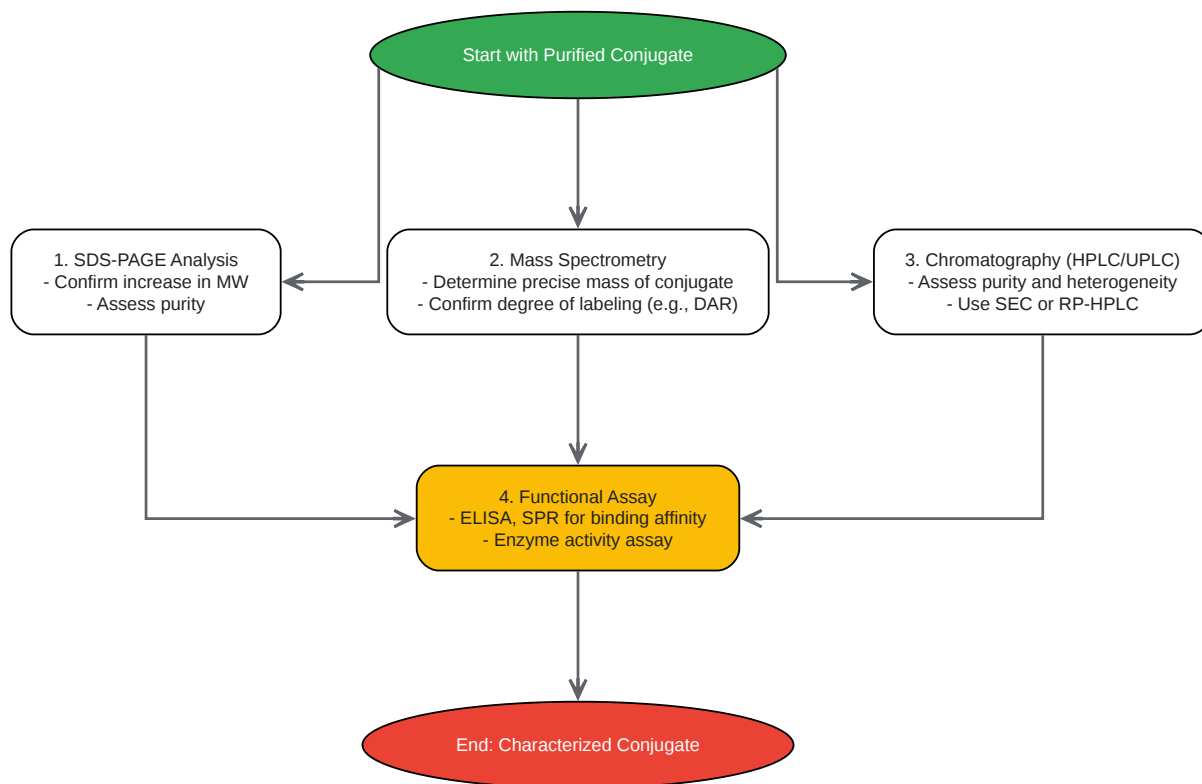 Start with Purified Conjugate
1. SDS-PAGE Analysis
- Confirm increase in MW
- Assess purity
2. Mass Spectrometry
- Determine precise mass of conjugate
- Confirm degree of labeling (e.g., DAR)
3. Chromatography (HPLC/UPLC)
- Assess purity and heterogeneity
- Use SEC or RP-HPLC
4. Functional Assay
- ELISA, SPR for binding affinity
- Enzyme activity assay
End: Characterized Conjugate